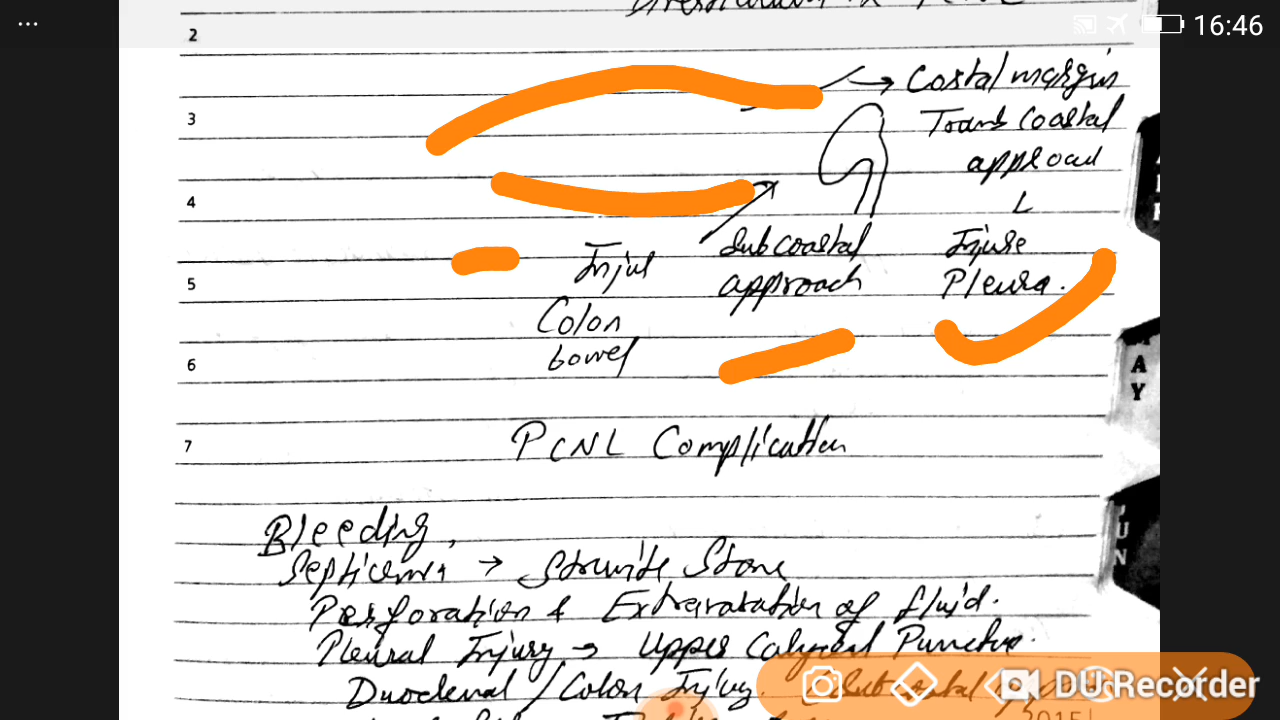 ...
16:46
2
→ Costal margin
3
Trans Coastal
approach
4
Injur
Sub coastal
Injure
5
approach
Pleura.
Colon
bowel
6
A
Y
7
PCNL Complication
Bleeding,
Septicemia → Struvite Stone
Perforation & Extravasation of fluid.
Pleural Injury → Upper Calyceal Puncture.
Duodenal / Colon Injury.
U
N
DU Recorder
2015